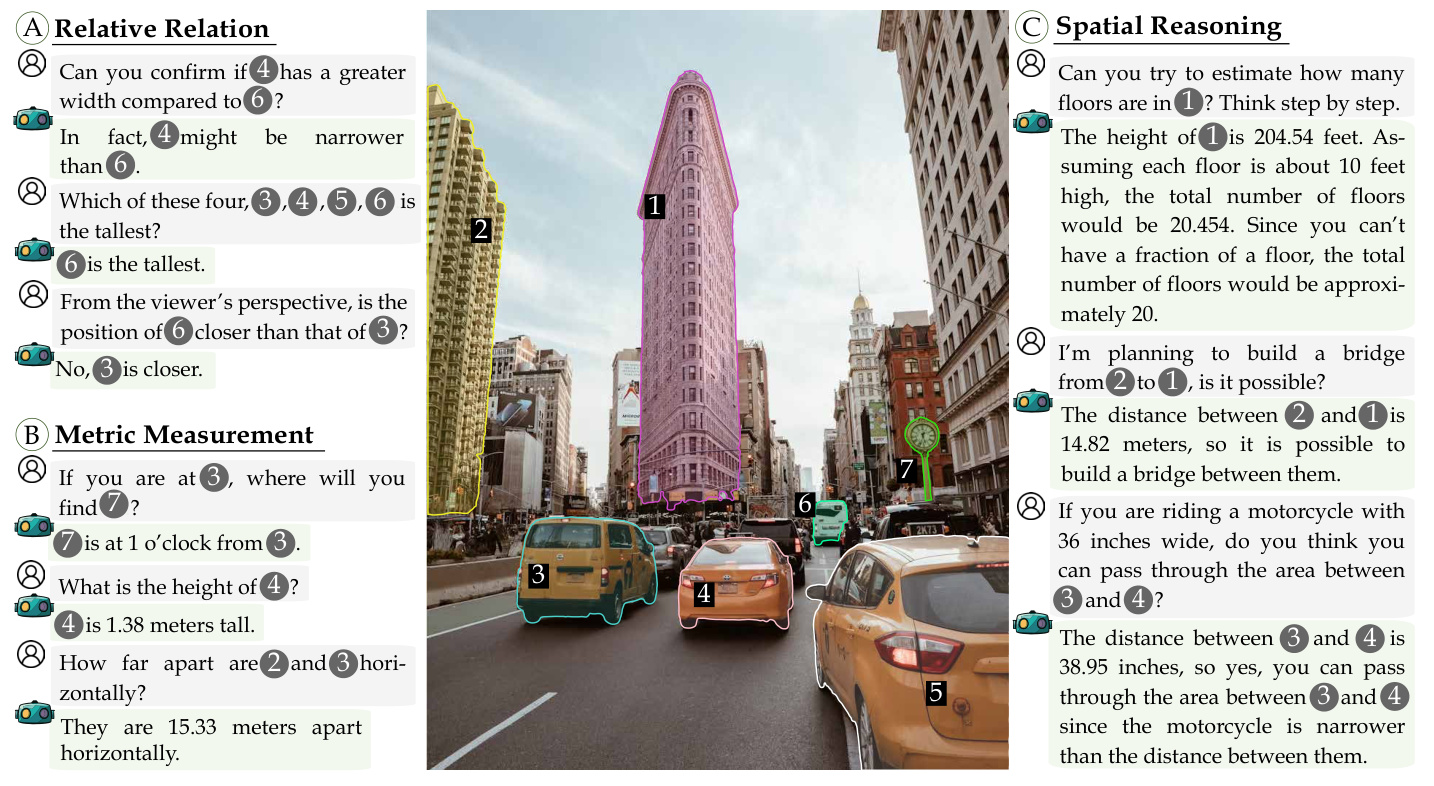 A Relative Relation
Can you confirm if 4 has a greater
width compared to 6 ?
In fact, 4 might be narrower
than 6 .
Which of these four, 3 , 4 , 5 , 6 is
the tallest?
6 is the tallest.
From the viewer's perspective, is the
position of 6 closer than that of 3 ?
No, 3 is closer.
B Metric Measurement
If you are at 3 , where will you
find 7 ?
7 is at 1 o'clock from 3 .
What is the height of 4 ?
4 is 1.38 meters tall.
How far apart are 2 and 3 hori-
zontally?
They are 15.33 meters apart
horizontally.
1
2
7
6
3
4
5
C Spatial Reasoning
Can you try to estimate how many
floors are in 1 ? Think step by step.
The height of 1 is 204.54 feet. As-
suming each floor is about 10 feet
high, the total number of floors
would be 20.454. Since you can't
have a fraction of a floor, the total
number of floors would be approxi-
mately 20.
I'm planning to build a bridge
from 2 to 1 , is it possible?
The distance between 2 and 1 is
14.82 meters, so it is possible to
build a bridge between them.
If you are riding a motorcycle with
36 inches wide, do you think you
can pass through the area between
3 and 4 ?
The distance between 3 and 4 is
38.95 inches, so yes, you can pass
through the area between 3 and 4
since the motorcycle is narrower
than the distance between them.